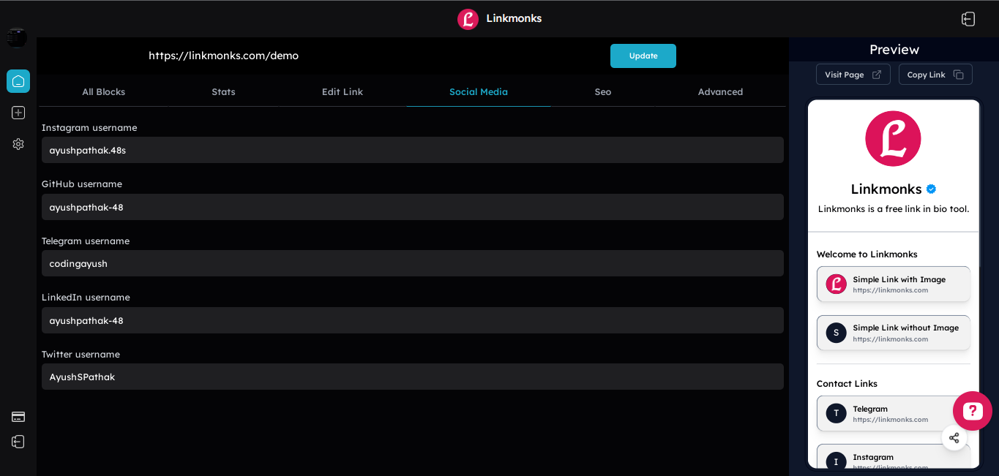 Linkmonks
https://linkmonks.com/demo
Update
All Blocks Stats Edit Link Social Media Seo Advanced
Instagram username
ayushpathak.48s
GitHub username
ayushpathak-48
Telegram username
codingayush
LinkedIn username
ayushpathak-48
Twitter username
AyushSPathak
Preview
Visit Page Copy Link
L
Linkmonks
Linkmonks is a free link in bio tool.
Welcome to Linkmonks
Simple Link with Image
https://linkmonks.com
S
Simple Link without Image
https://linkmonks.com
Contact Links
T
Telegram
https://linkmonks.com
?
I
Instagram
https://linkmonks.com